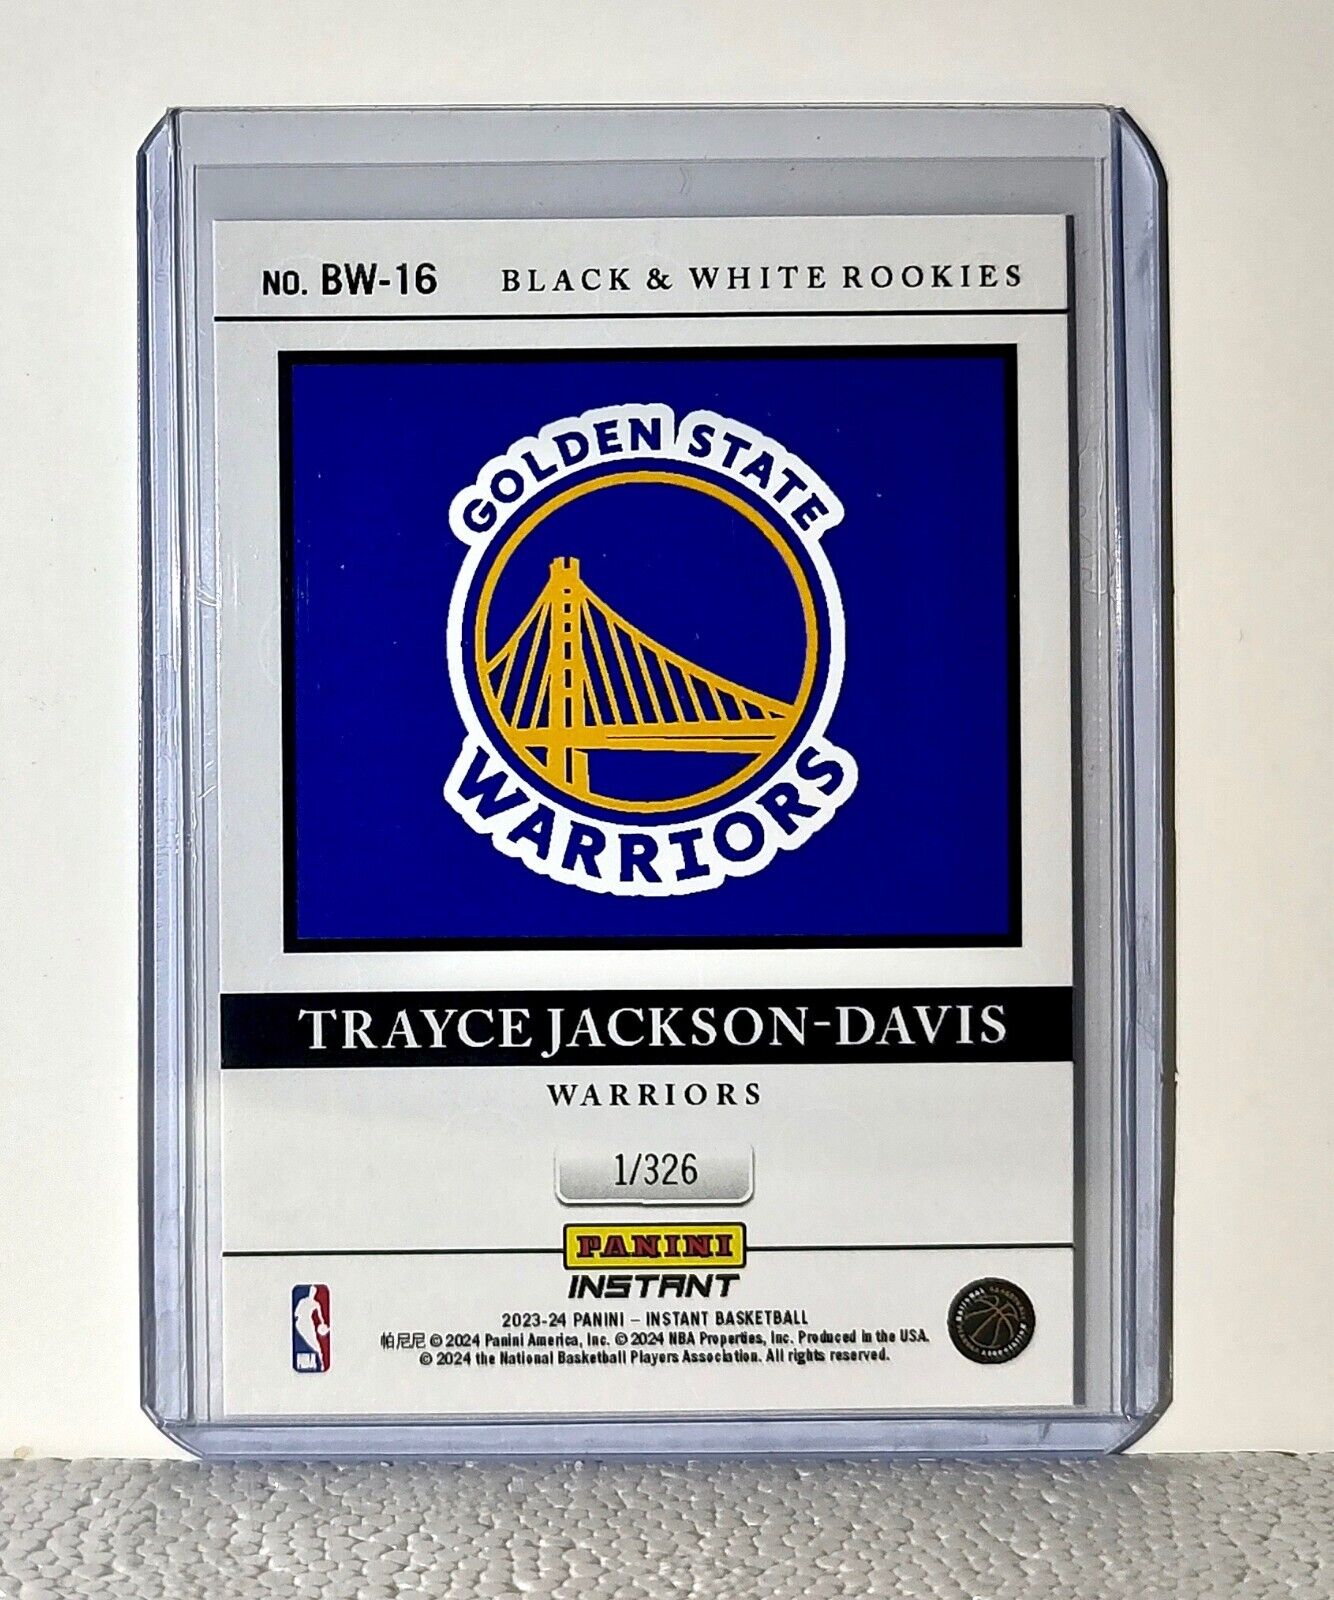 NO. BW-16 BLACK & WHITE ROOKIES
GOLDEN STATE
WARRIORS
TRAYCE JACKSON-DAVIS
WARRIORS
1/326
PANINI
INSTANT
2023-24 PANINI – INSTANT BASKETBALL
帕尼尼 © 2024 Panini America, Inc. © 2024 NBA Properties, Inc. Produced in the USA.
© 2024 the National Basketball Players Association. All rights reserved.
NBA